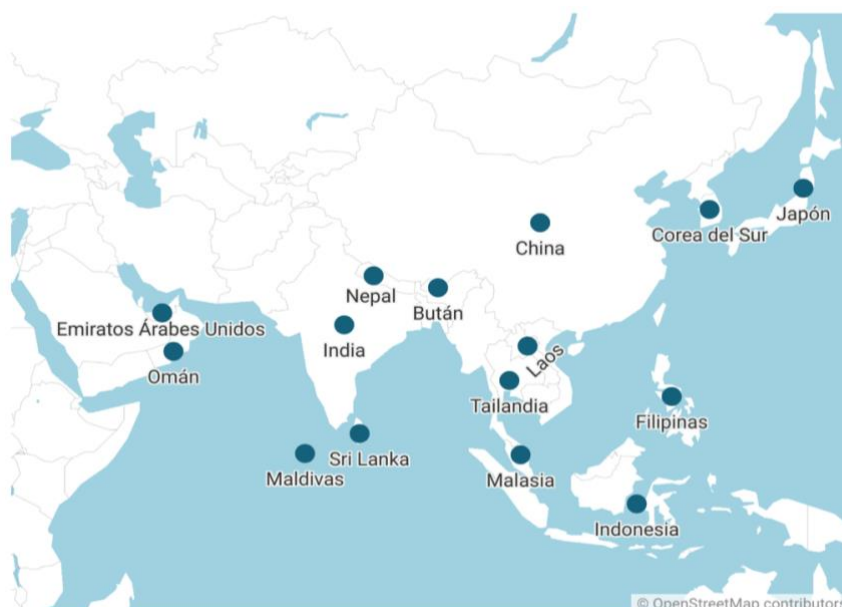 Japón
Corea del Sur
China
Nepal
Bután
Emiratos Árabes Unidos
India
Laos
Omán
Tailandia
Filipinas
Sri Lanka
Maldivas
Malasia
Indonesia
© OpenStreetMap contributors